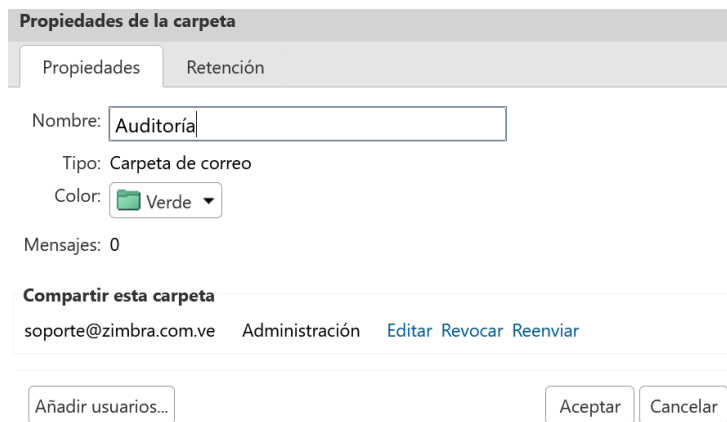 Propiedades de la carpeta
Propiedades Retención
Nombre: Auditoría
Tipo: Carpeta de correo
Color: Verde
Mensajes: 0
Compartir esta carpeta
soporte@zimbra.com.ve Administración Editar Revocar Reenviar
Añadir usuarios... Aceptar Cancelar